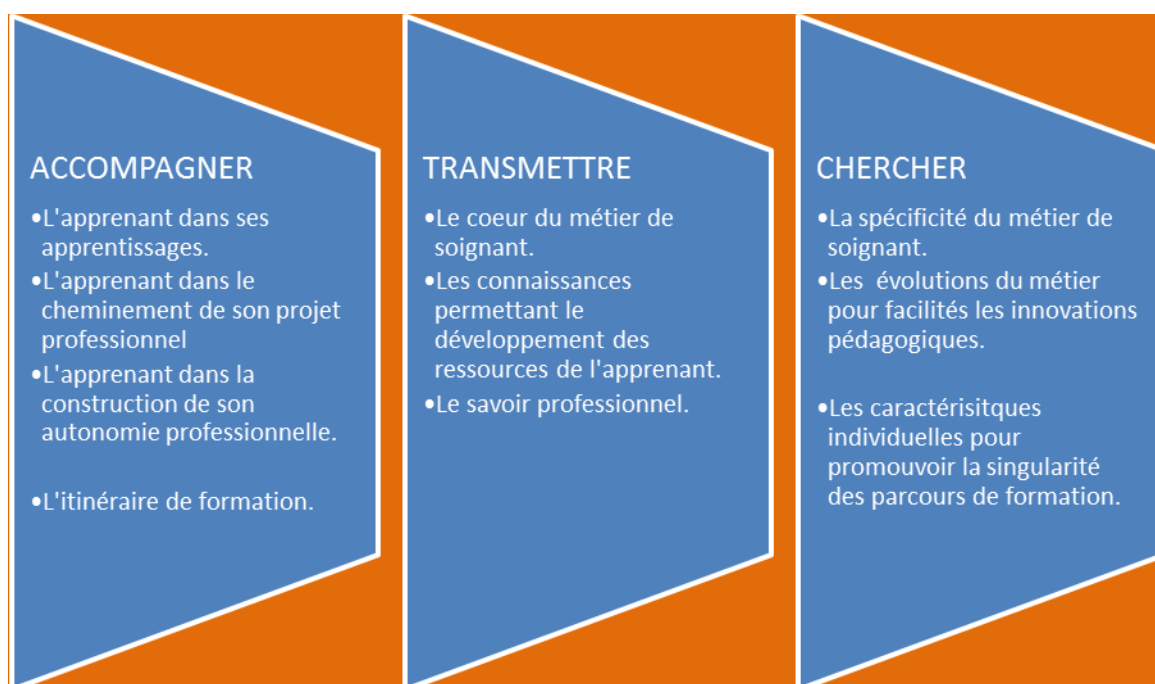 ACCOMPAGNER
•L'apprenant dans ses
apprentissages.
•L'apprenant dans le
cheminement de son projet
professionnel
•L'apprenant dans la
construction de son
autonomie professionnelle.
•L'itinéraire de formation.
TRANSMETTRE
•Le coeur du métier de
soignant.
•Les connaissances
permettant le
développement des
ressources de l'apprenant.
•Le savoir professionnel.
CHERCHER
•La spécificité du métier de
soignant.
•Les évolutions du métier
pour facilités les innovations
pédagogiques.
•Les caractérisitques
individuelles pour
promouvoir la singularité
des parcours de formation.